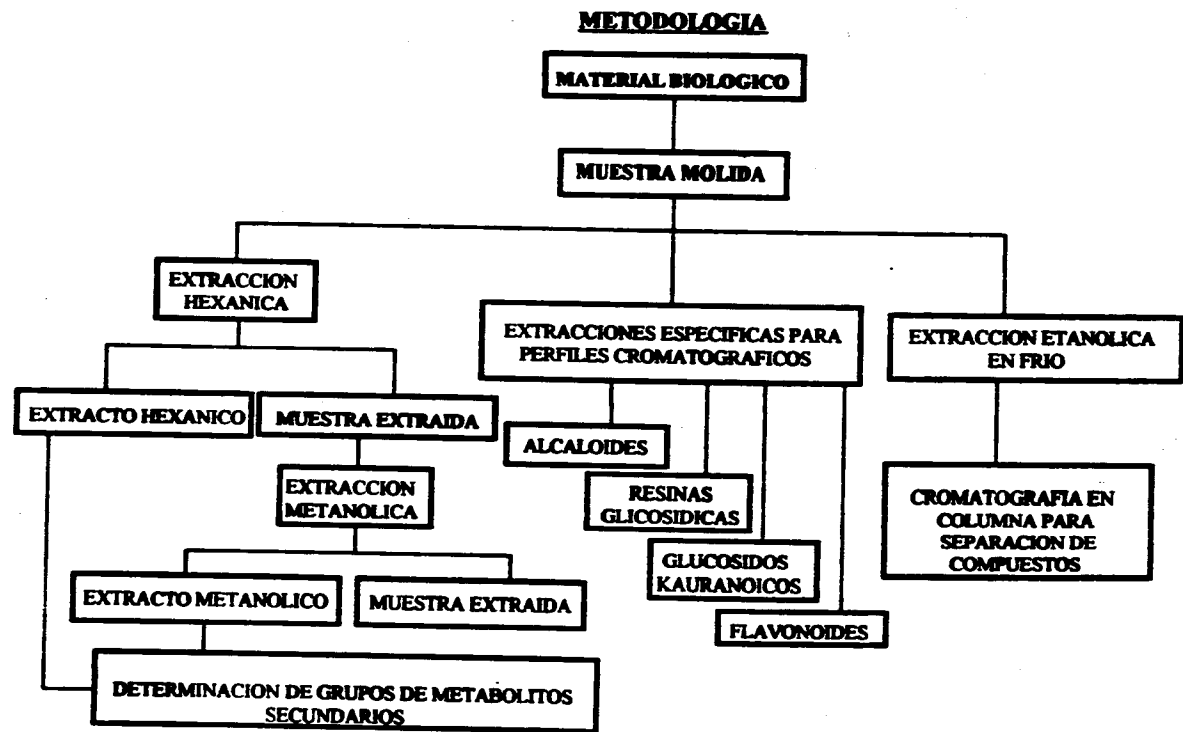 METODOLOGIA
MATERIAL BIOLOGICO
MUESTRA MOLIDA
EXTRACCION
HEXANICA
EXTRACCIONES ESPECIFICAS PARA
PERFILES CROMATOGRAFICOS
EXTRACCION ETANOLICA
EN FRIO
EXTRACTO HEXANICO
MUESTRA EXTRAIDA
ALCALOIDES
EXTRACCION
METANOLICA
RESINAS
GLICOSIDICAS
CROMATOGRAFIA EN
COLUMNA PARA
SEPARACION DE
COMPUESTOS
GLUCOSIDOS
KAURANOICOS
EXTRACTO METANOLICO
MUESTRA EXTRAIDA
FLAVONOIDES
DETERMINACION DE GRUPOS DE METABOLITOS
SECUNDARIOS